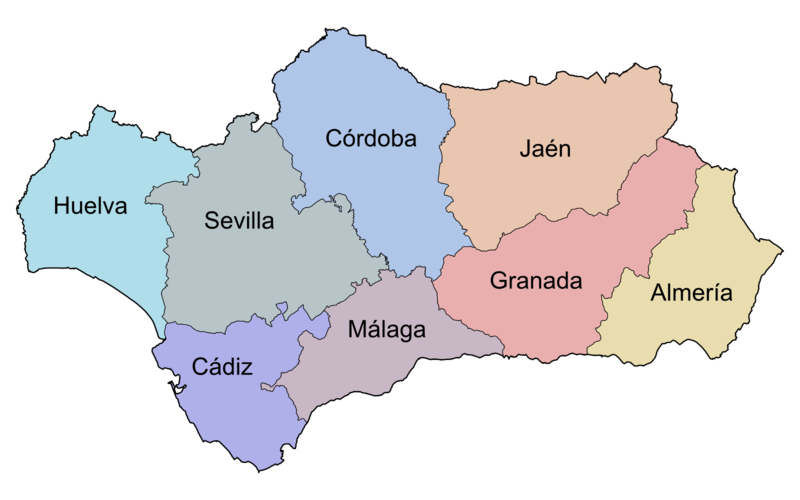 Córdoba
Jaén
Huelva
Sevilla
Granada
Almería
Málaga
Cádiz